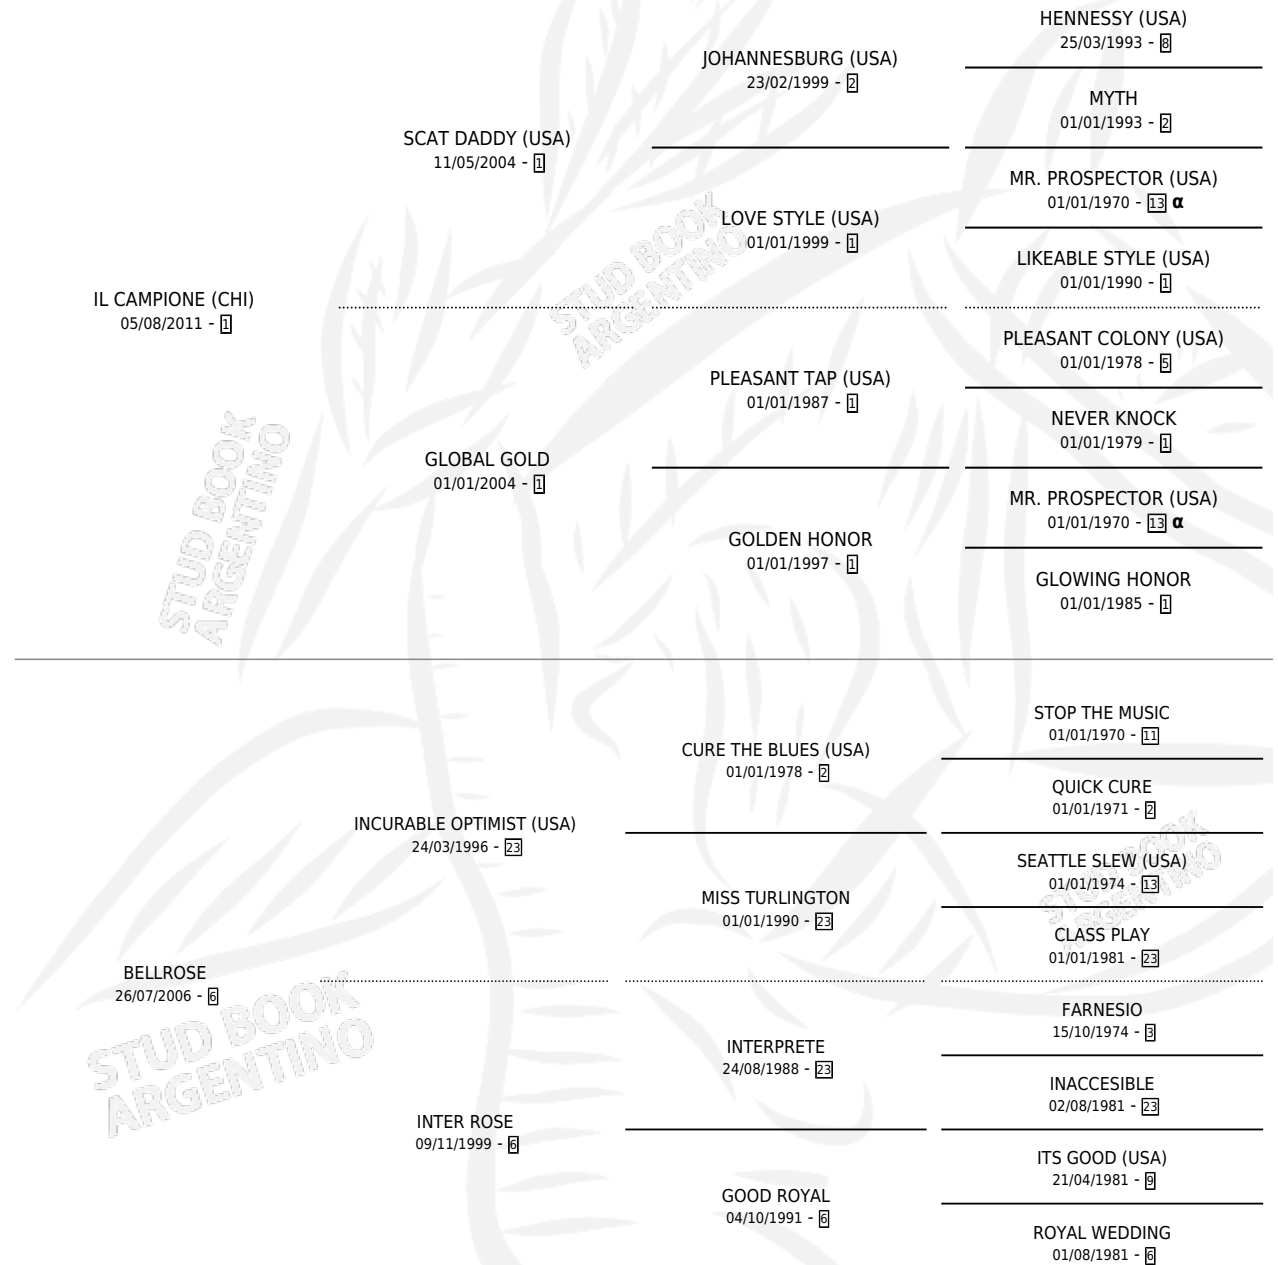 HENNESSY (USA)
25/03/1993 - 8
JOHANNESBURG (USA)
23/02/1999 - 2
MYTH
01/01/1993 - 2
SCAT DADDY (USA)
11/05/2004 - 1
MR. PROSPECTOR (USA)
01/01/1970 - 13 α
LOVE STYLE (USA)
01/01/1999 - 1
LIKEABLE STYLE (USA)
01/01/1990 - 1
IL CAMPIONE (CHI)
05/08/2011 - 1
PLEASANT COLONY (USA)
01/01/1978 - 5
PLEASANT TAP (USA)
01/01/1987 - 1
NEVER KNOCK
01/01/1979 - 1
GLOBAL GOLD
01/01/2004 - 1
MR. PROSPECTOR (USA)
01/01/1970 - 13 α
GOLDEN HONOR
01/01/1997 - 1
GLOWING HONOR
01/01/1985 - 1
STOP THE MUSIC
01/01/1970 - 11
CURE THE BLUES (USA)
01/01/1978 - 2
QUICK CURE
01/01/1971 - 2
INCURABLE OPTIMIST (USA)
24/03/1996 - 23
SEATTLE SLEW (USA)
01/01/1974 - 13
MISS TURLINGTON
01/01/1990 - 23
CLASS PLAY
01/01/1981 - 23
BELLROSE
26/07/2006 - 6
FARNESIO
15/10/1974 - 3
INTERPRETE
24/08/1988 - 23
INACCESIBLE
02/08/1981 - 23
INTER ROSE
09/11/1999 - 6
ITS GOOD (USA)
21/04/1981 - 9
GOOD ROYAL
04/10/1991 - 6
ROYAL WEDDING
01/08/1981 - 6
STUD BOOK
ARGENTINO
STUD BOOK
ARGENTINO
STUD BOOK
ARGENTINO
STUD BOOK
ARGENTINO